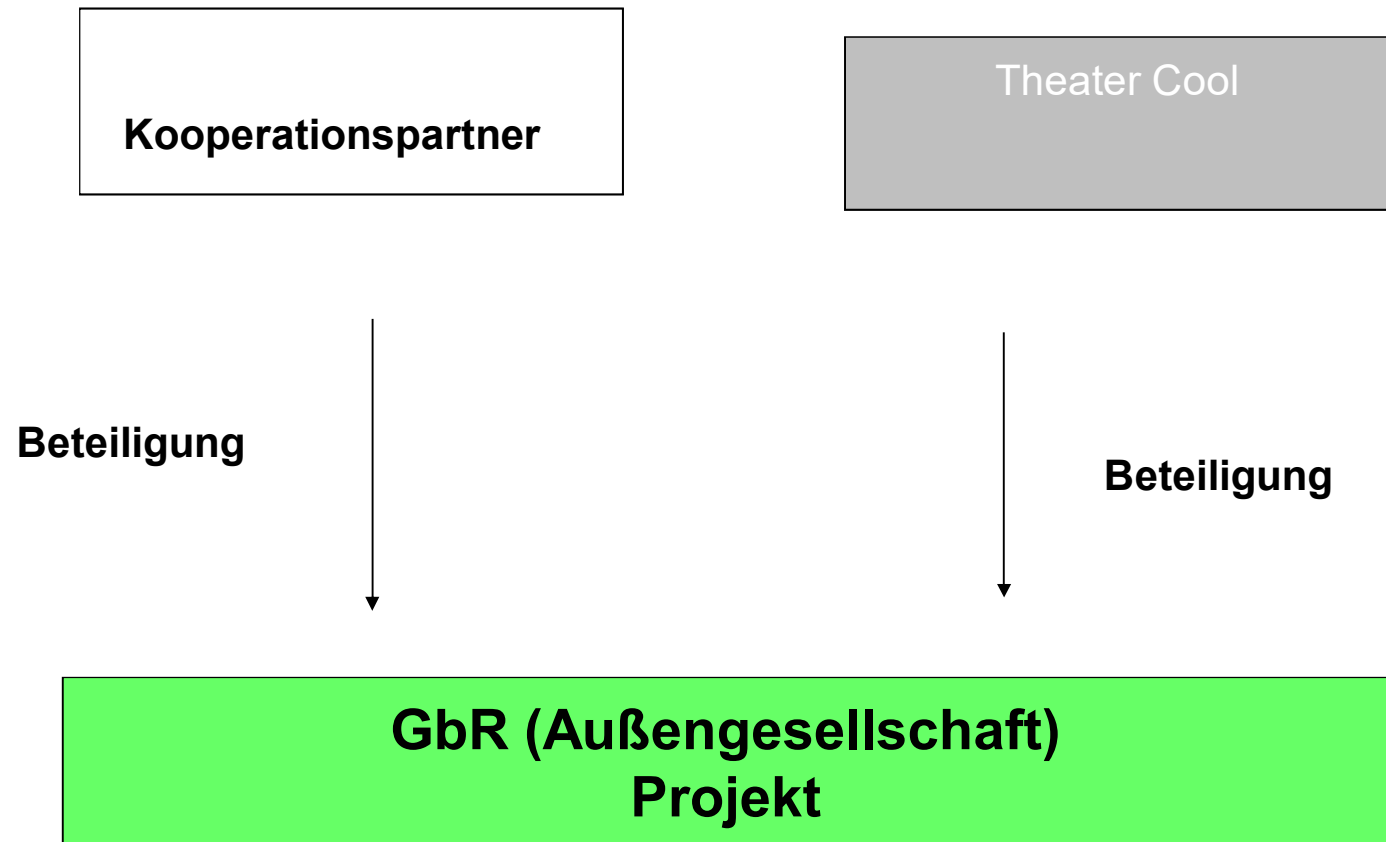 Kooperationspartner
Theater Cool
Beteiligung
Beteiligung
GbR (Außengesellschaft)
Projekt